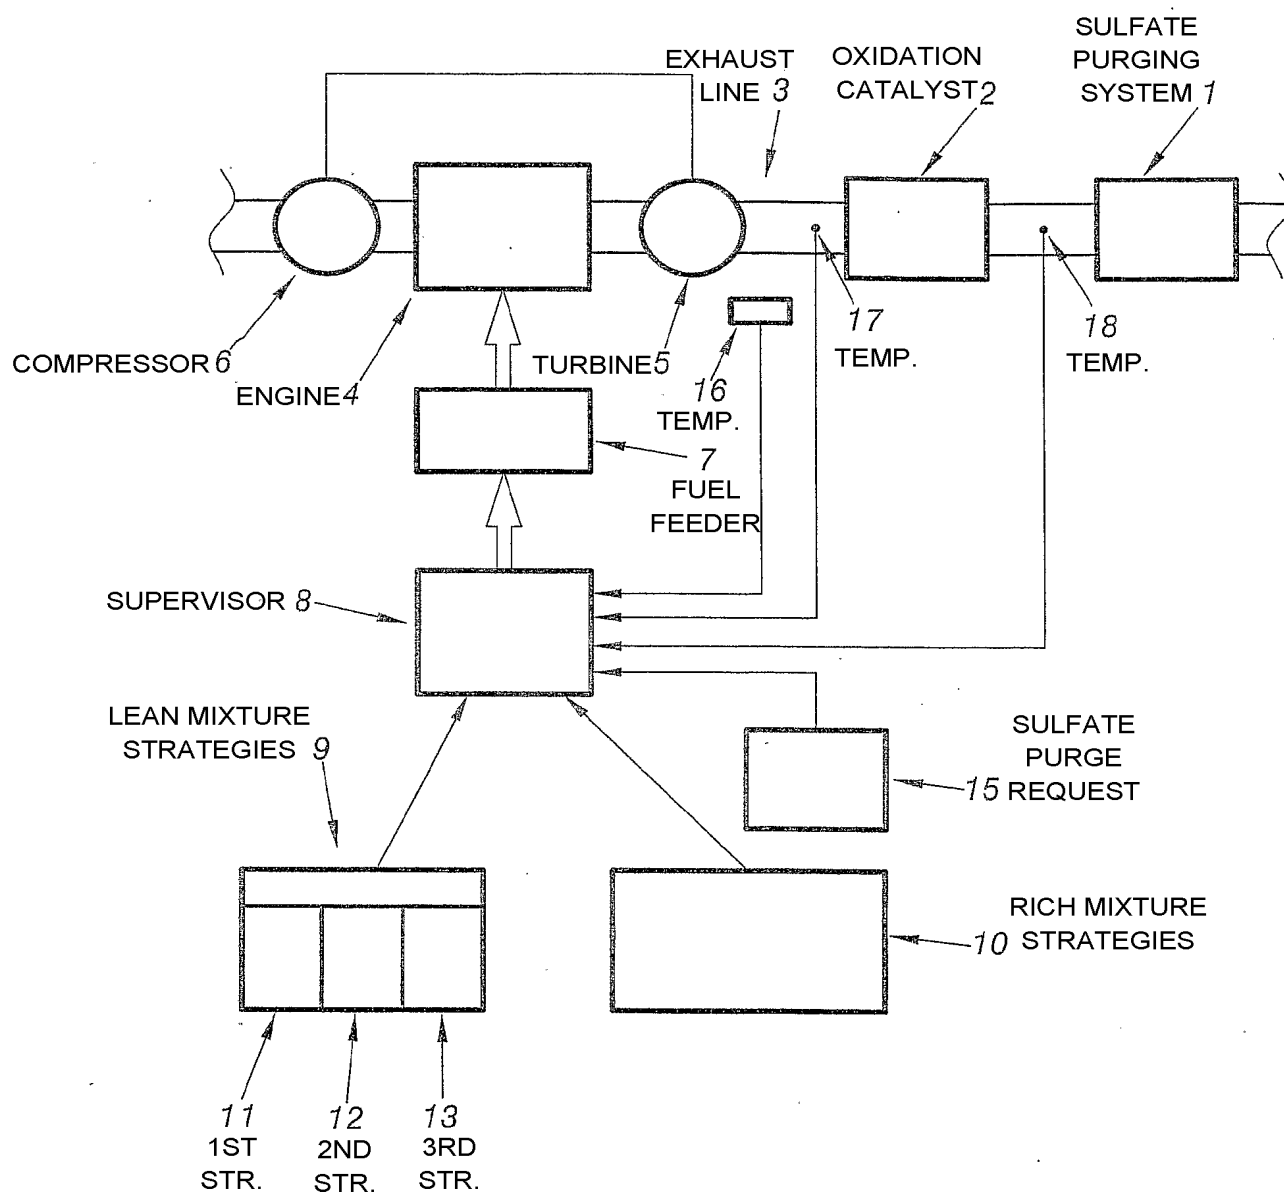 SULFATE
PURGING
SYSTEM 1
OXIDATION
CATALYST 2
EXHAUST
LINE 3
COMPRESSOR 6
ENGINE 4
TURBINE 5
16
TEMP.
17
TEMP.
18
TEMP.
7
FUEL
FEEDER
SUPERVISOR 8
LEAN MIXTURE
STRATEGIES 9
SULFATE
PURGE
15 REQUEST
RICH MIXTURE
10 STRATEGIES
11
1ST
STR.
12
2ND
STR.
13
3RD
STR.